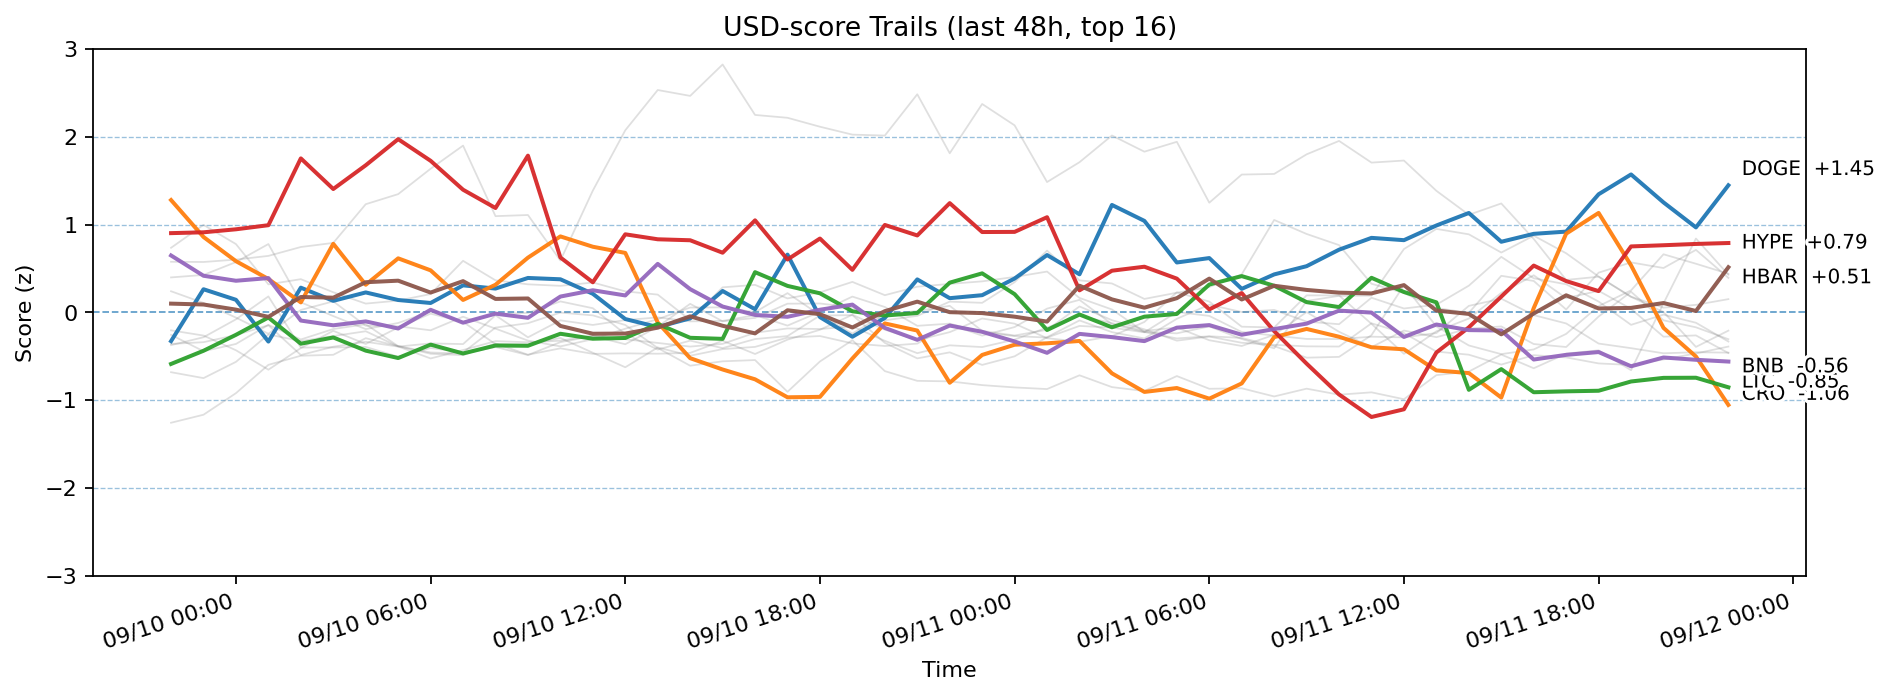 USD-score Trails (last 48h, top 16)
Score (z)
3
2
1
0
−1
−2
−3
DOGE +1.45
HYPE +0.79
HBAR +0.51
BNB -0.56
LTC -0.85
CRO -1.06
09/10 00:00
09/10 06:00
09/10 12:00
09/10 18:00
09/11 00:00
09/11 06:00
09/11 12:00
09/11 18:00
09/12 00:00
Time